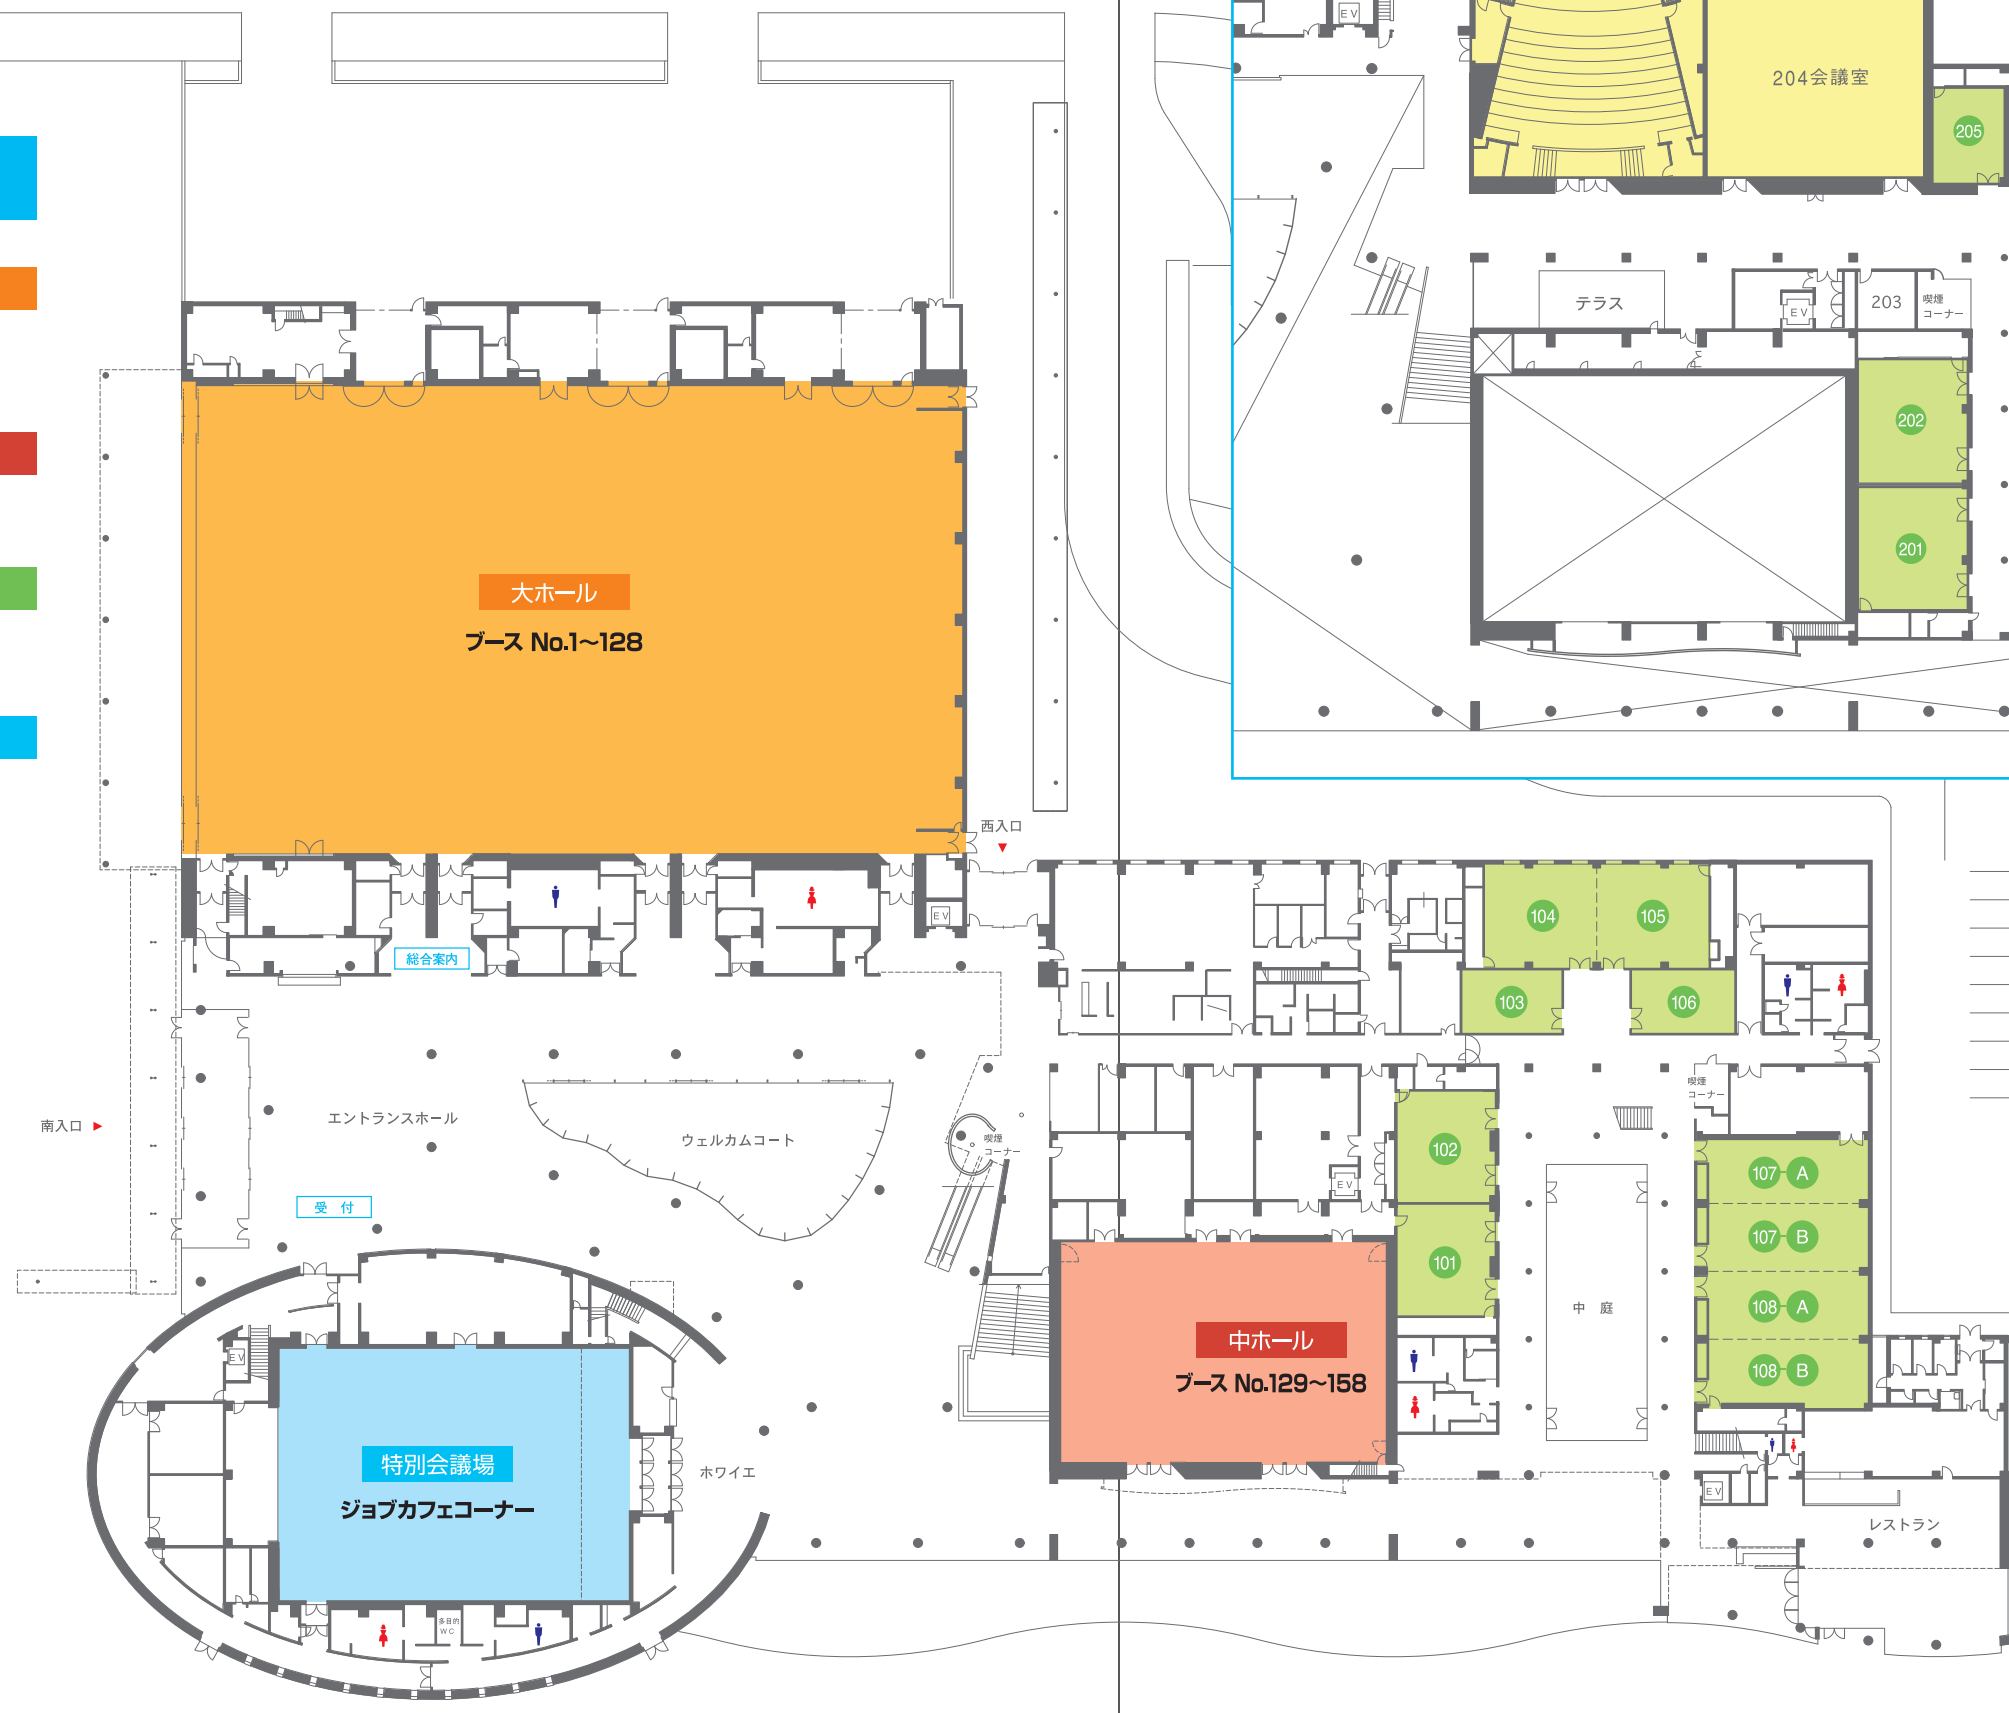 EV
204会議室
205
テラス
EV
203
喫煙
コーナー
202
201
大ホール
ブース No.1~128
西入口
EV
総合案内
104
105
103
106
南入口
エントランスホール
ウェルカムコート
喫煙
コーナー
喫煙
コーナー
102
EV
107 A
受 付
107 B
101
中 庭
108 A
中ホール
ブース No.129~158
EV
108 B
特別会議場
ジョブカフェコーナー
ホワイエ
EV
レストラン
多目的
WC